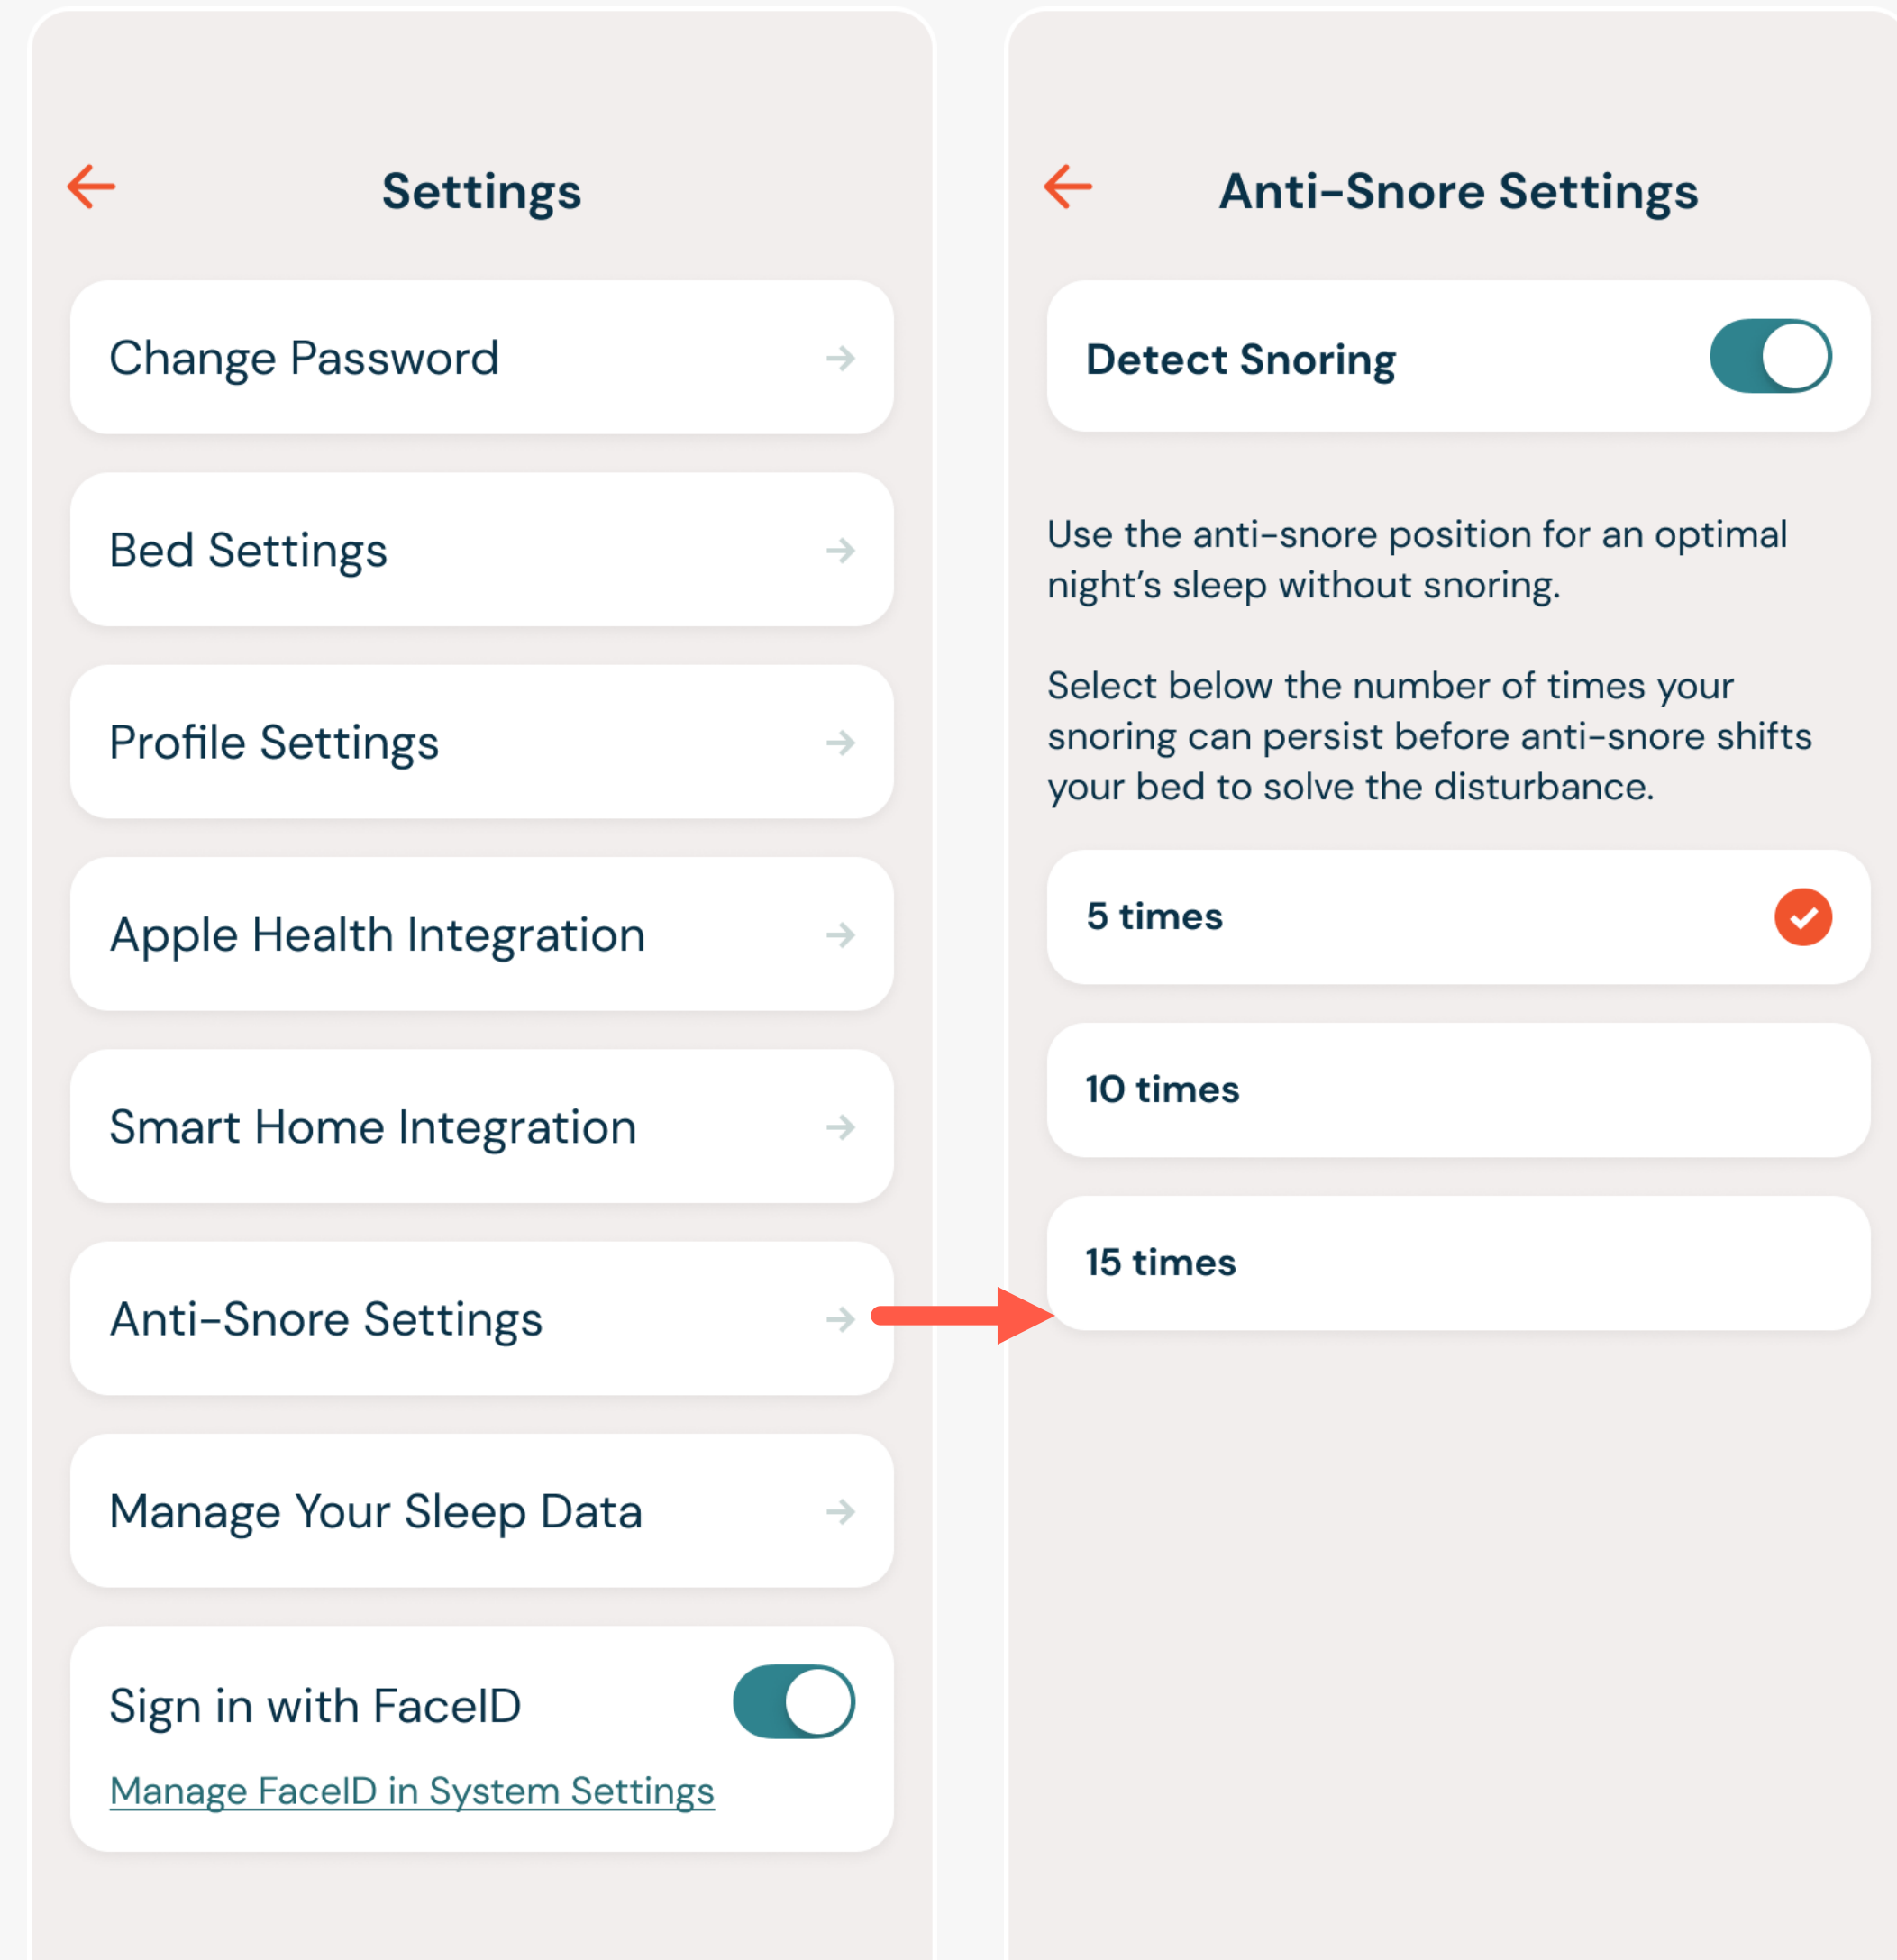 Settings
Change Password
Bed Settings
Profile Settings
Apple Health Integration
Smart Home Integration
Anti-Snore Settings
Manage Your Sleep Data
Sign in with FaceID
Manage FaceID in System Settings
Anti-Snore Settings
Detect Snoring
Use the anti-snore position for an optimal
night’s sleep without snoring.
Select below the number of times your
snoring can persist before anti-snore shifts
your bed to solve the disturbance.
5 times
10 times
15 times